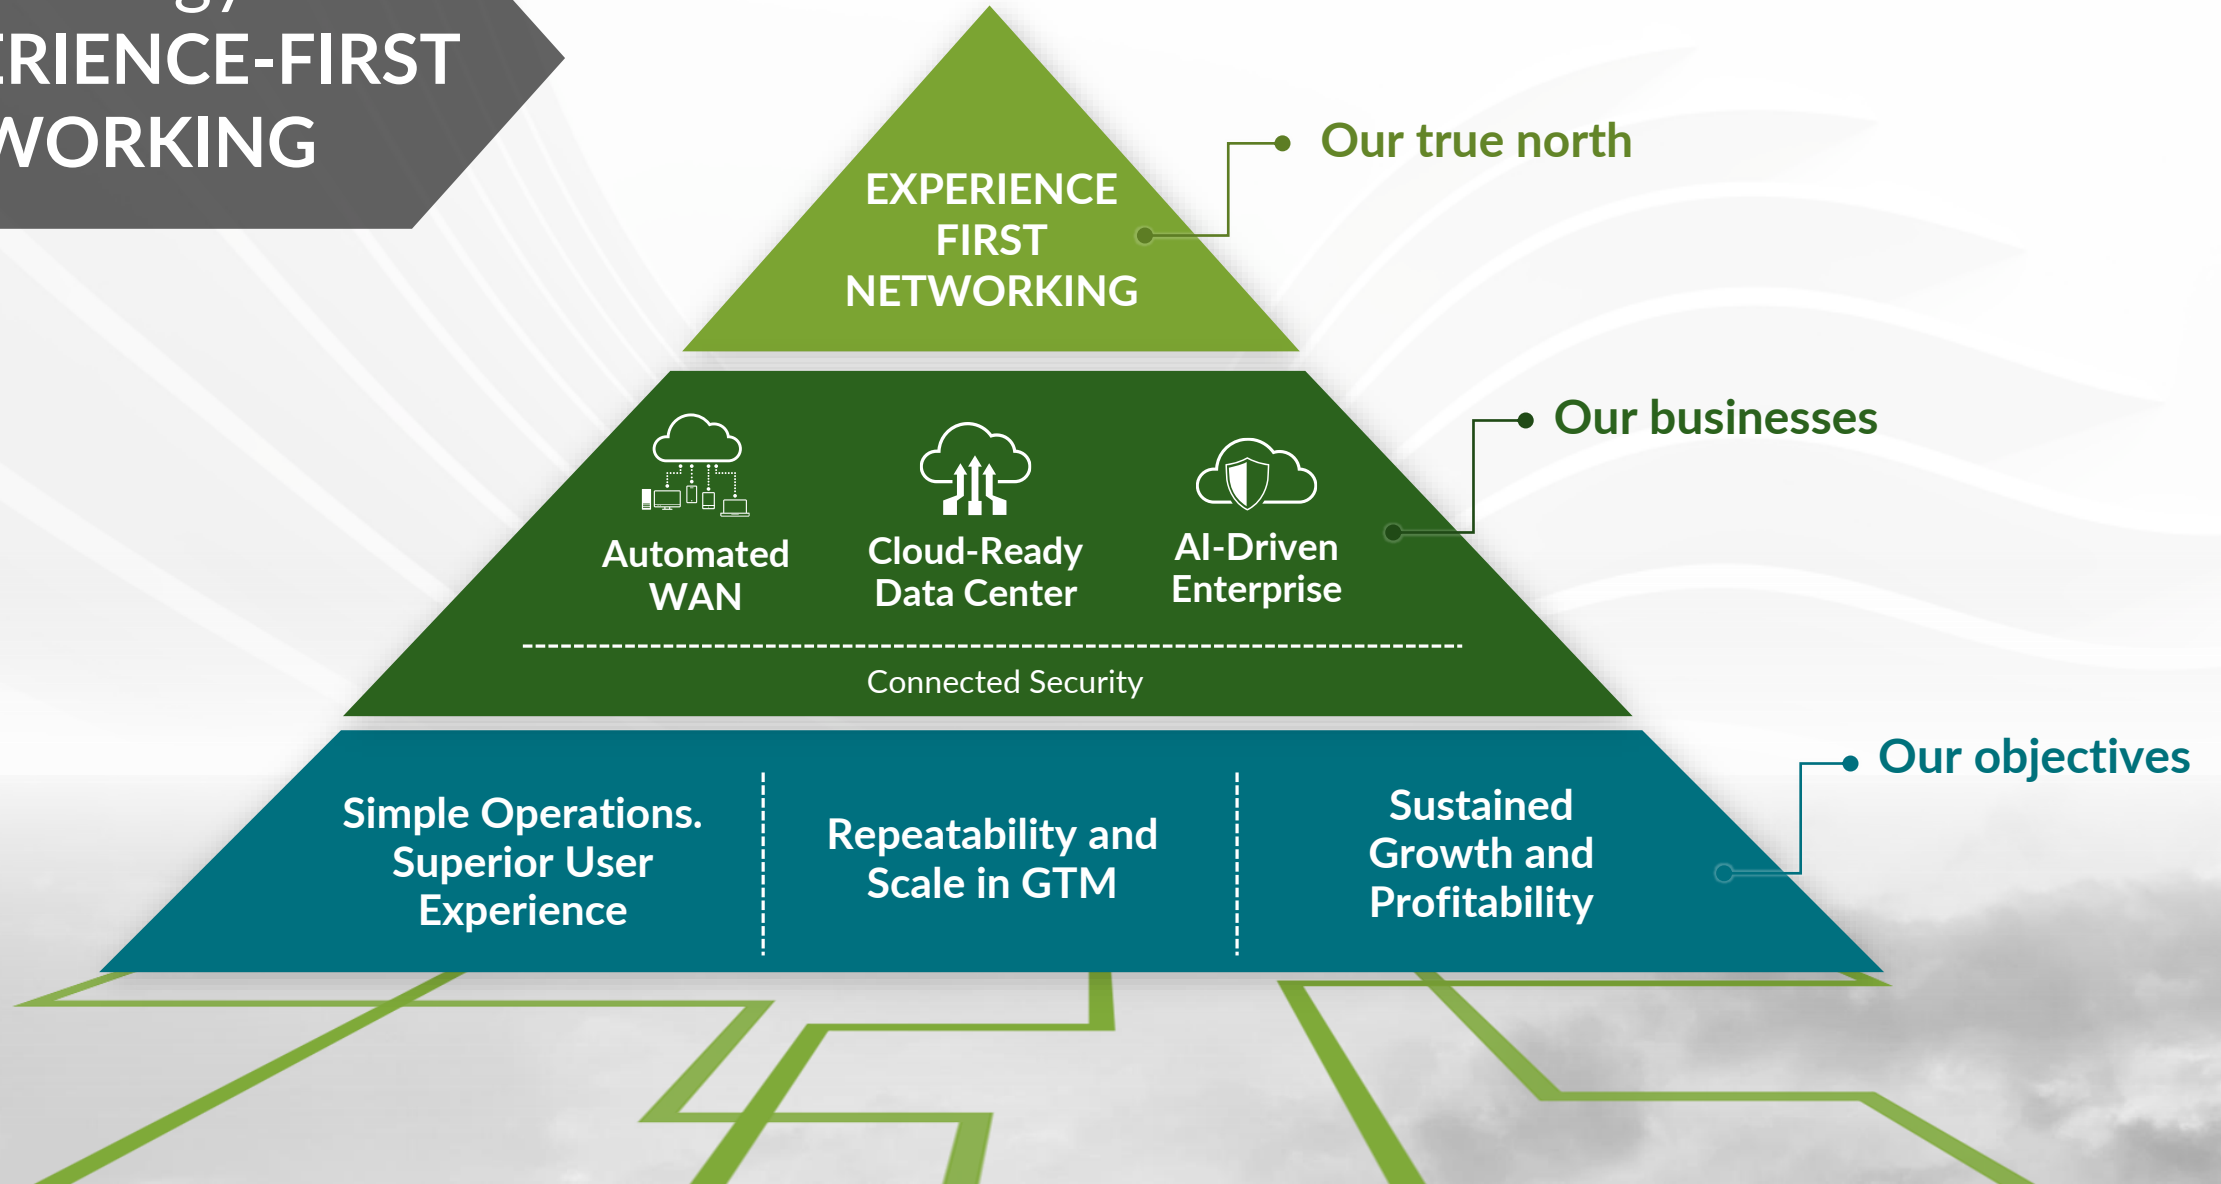 ERIENCE-FIRST
WORKING
EXPERIENCE
FIRST
NETWORKING
Our true north
Automated
WAN
Cloud-Ready
Data Center
AI-Driven
Enterprise
Our businesses
Connected Security
Simple Operations.
Superior User
Experience
Repeatability and
Scale in GTM
Sustained
Growth and
Profitability
Our objectives